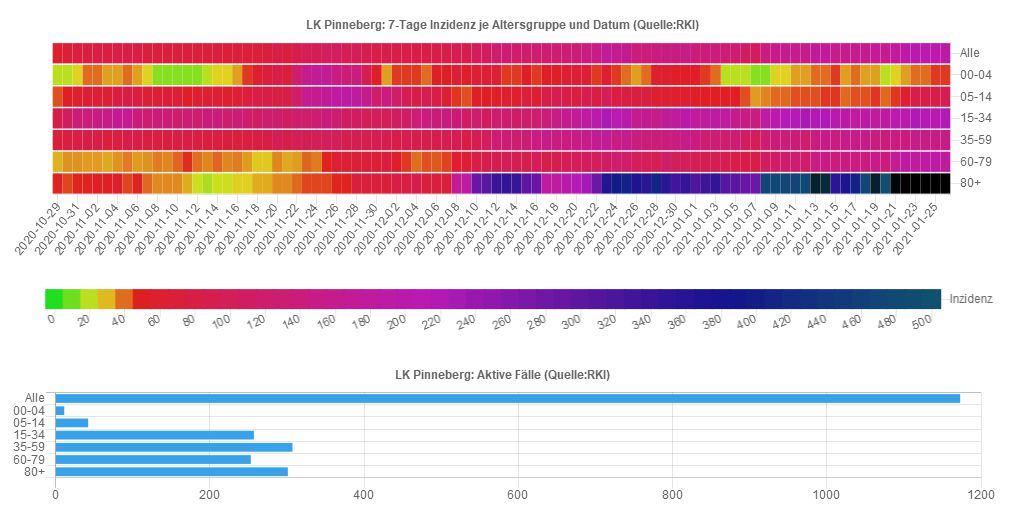 LK Pinneberg: 7-Tage Inzidenz je Altersgruppe und Datum (Quelle:RKI)
Alle
00-04
05-14
15-34
35-59
60-79
80+
2020-10-29 2020-10-31 2020-11-02 2020-11-04 2020-11-06 2020-11-08 2020-11-10 2020-11-12 2020-11-14 2020-11-16 2020-11-18 2020-11-20 2020-11-22 2020-11-24 2020-11-26 2020-11-28 2020-11-30 2020-12-02 2020-12-04 2020-12-06 2020-12-08 2020-12-10 2020-12-12 2020-12-14 2020-12-16 2020-12-18 2020-12-20 2020-12-22 2020-12-24 2020-12-26 2020-12-28 2020-12-30 2021-01-01 2021-01-03 2021-01-05 2021-01-07 2021-01-09 2021-01-11 2021-01-13 2021-01-15 2021-01-17 2021-01-19 2021-01-21 2021-01-23 2021-01-25
Inzidenz
0 20 40 60 80 100 120 140 160 180 200 220 240 260 280 300 320 340 360 380 400 420 440 460 480 500
LK Pinneberg: Aktive Fälle (Quelle:RKI)
Alle
00-04
05-14
15-34
35-59
60-79
80+
0 200 400 600 800 1000 1200